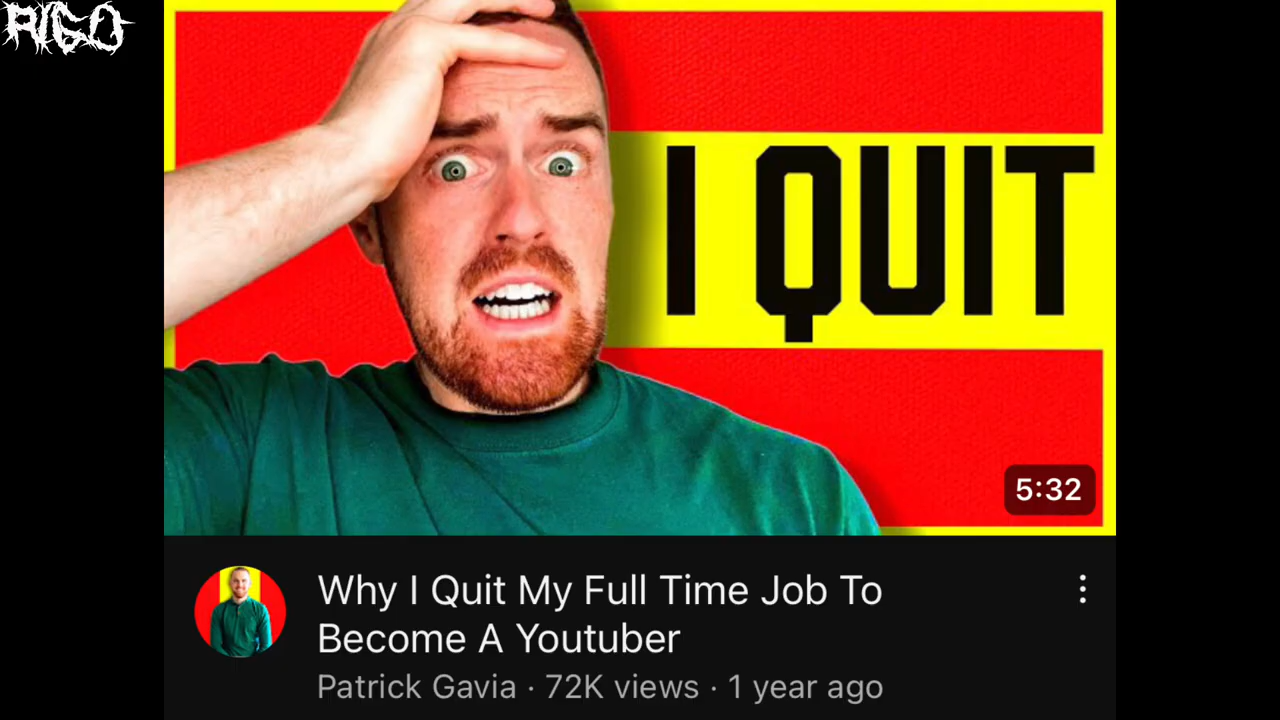 RIGO
I QUIT
5:32
Why I Quit My Full Time Job To
Become A Youtuber
Patrick Gavia · 72K views · 1 year ago